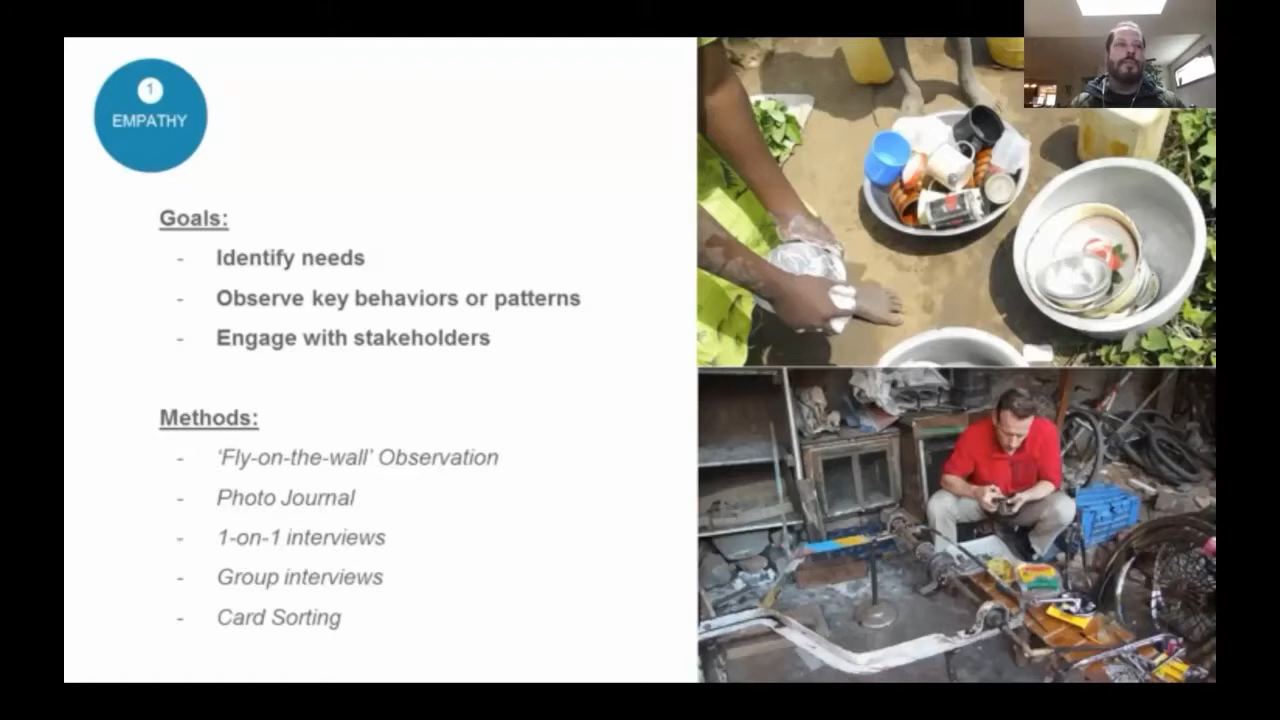 1
EMPATHY
Goals:
- Identify needs
- Observe key behaviors or patterns
- Engage with stakeholders
Methods:
- ‘Fly-on-the-wall’ Observation
- Photo Journal
- 1-on-1 interviews
- Group interviews
- Card Sorting